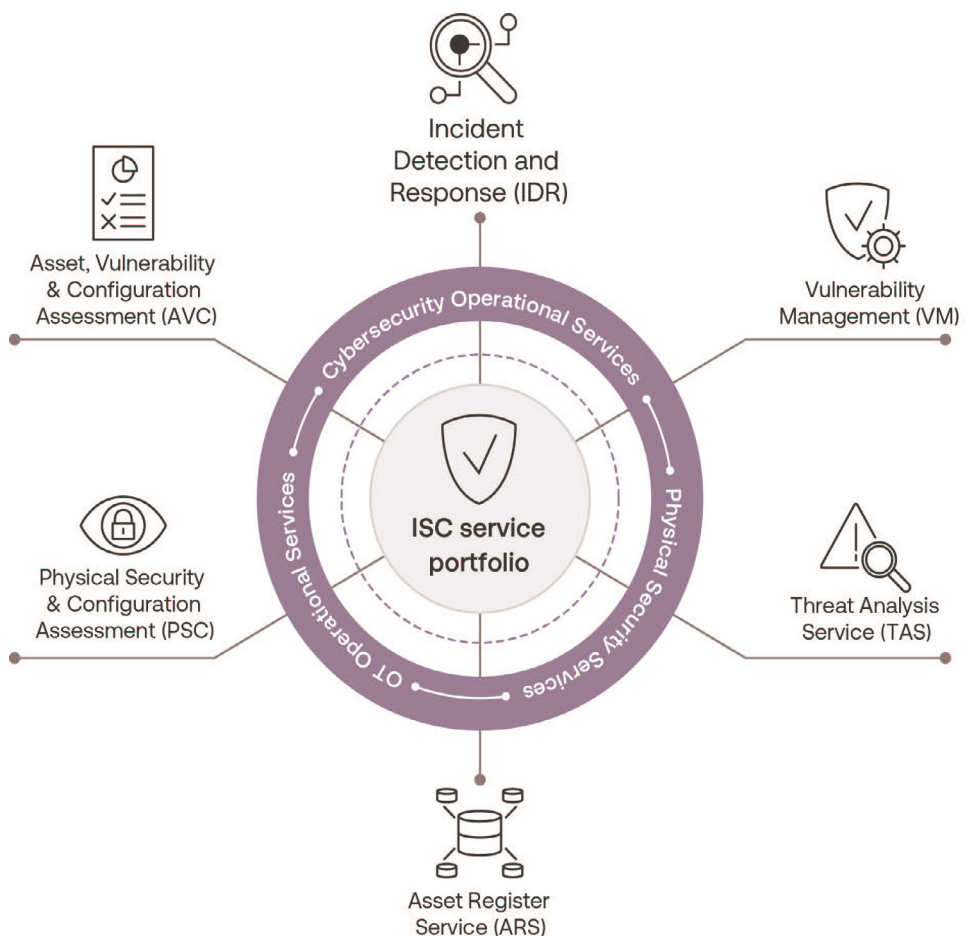 Incident
Detection and
Response (IDR)
Asset, Vulnerability
& Configuration
Assessment (AVC)
Vulnerability
Management (VM)
Cybersecurity Operational Services
Physical Security Services
OT Operational Services
ISC service
portfolio
Physical Security
& Configuration
Assessment (PSC)
Threat Analysis
Service (TAS)
Asset Register
Service (ARS)